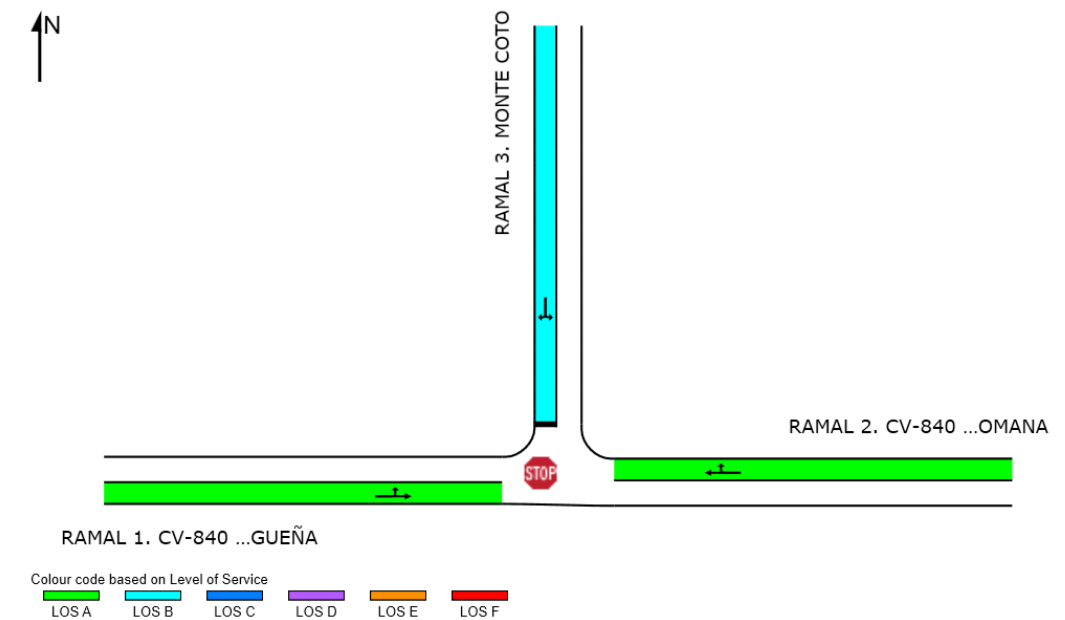 N
RAMAL 3. MONTE COTO
RAMAL 2. CV-840 ...OMANA
STOP
RAMAL 1. CV-840 ...GUEÑA
Colour code based on Level of Service
LOS A LOS B LOS C LOS D LOS E LOS F